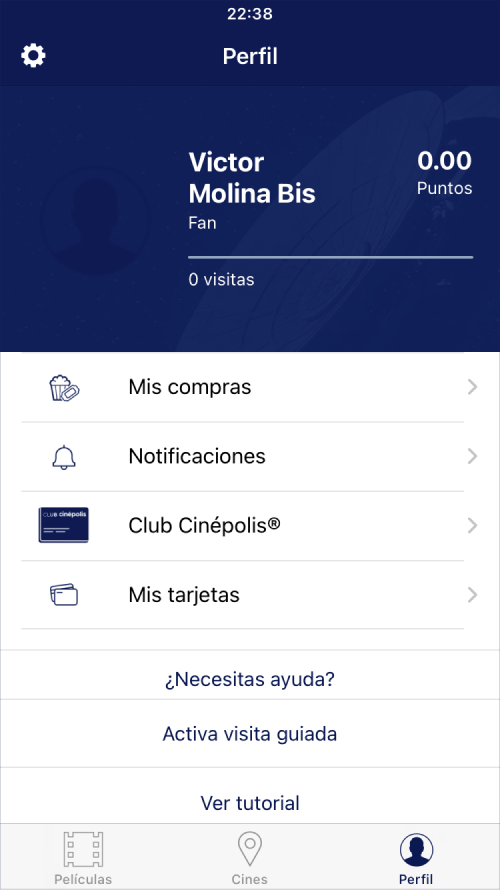 22:38
Perfil
Victor
Molina Bis
0.00
Puntos
Fan
0 visitas
Mis compras
Notificaciones
CLUB cinépolis
Club Cinépolis®
Mis tarjetas
¿Necesitas ayuda?
Activa visita guiada
Ver tutorial
Películas
Cines
Perfil